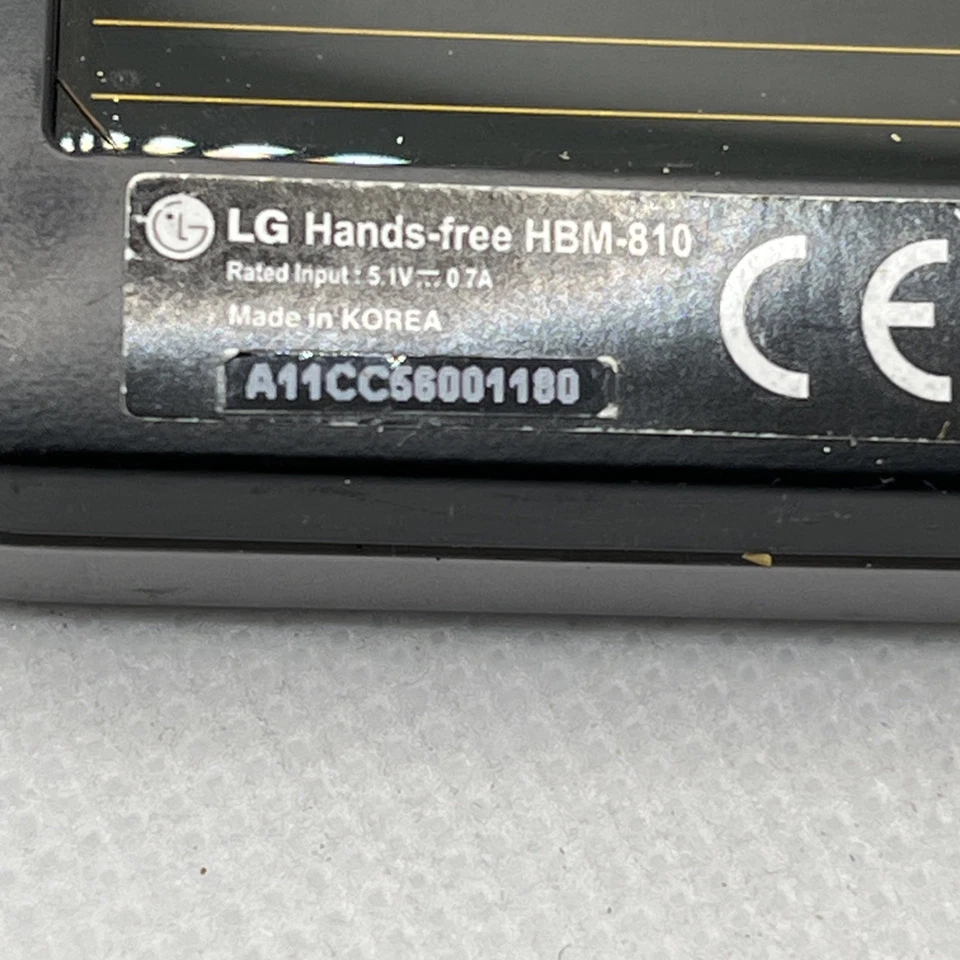 LG Hands-free HBM-810
Rated Input : 5.1V⎓ 0.7A
Made in KOREA
A11CC66001180
CE